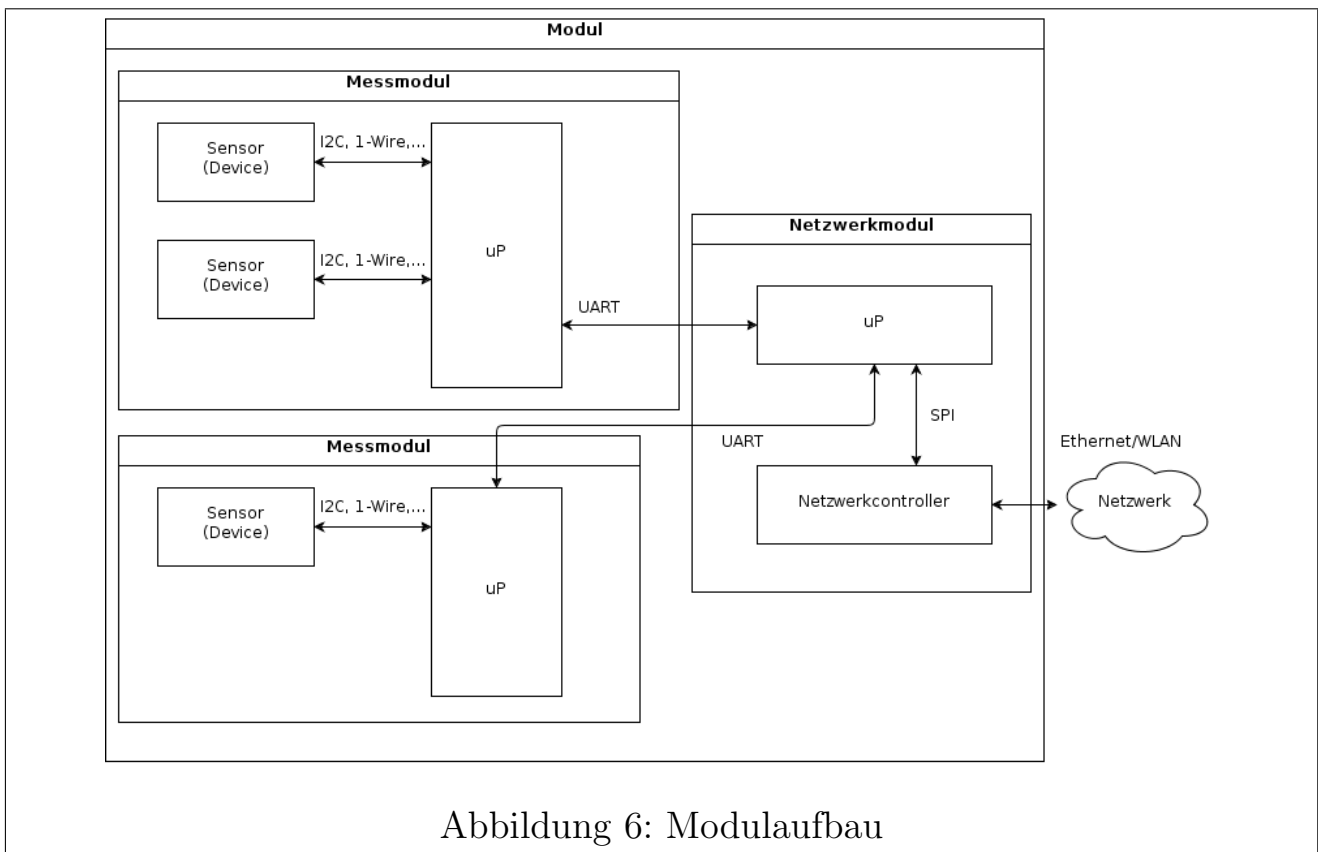 Modul
Messmodul
Sensor
(Device)
I2C, 1-Wire,...
uP
Sensor
(Device)
I2C, 1-Wire,...
UART
Netzwerkmodul
uP
SPI
UART
Netzwerkcontroller
Ethernet/WLAN
Netzwerk
Messmodul
Sensor
(Device)
I2C, 1-Wire,...
uP
Abbildung 6: Modulaufbau